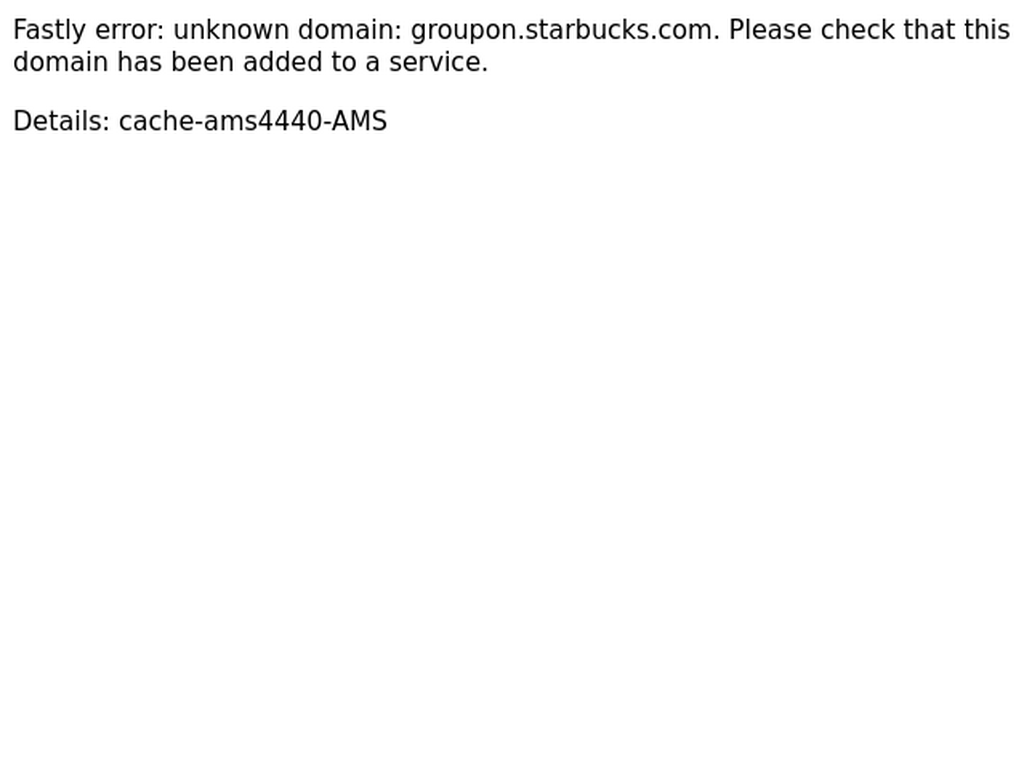 Fastly error: unknown domain: groupon.starbucks.com. Please check that this
domain has been added to a service.
Details: cache-ams4440-AMS